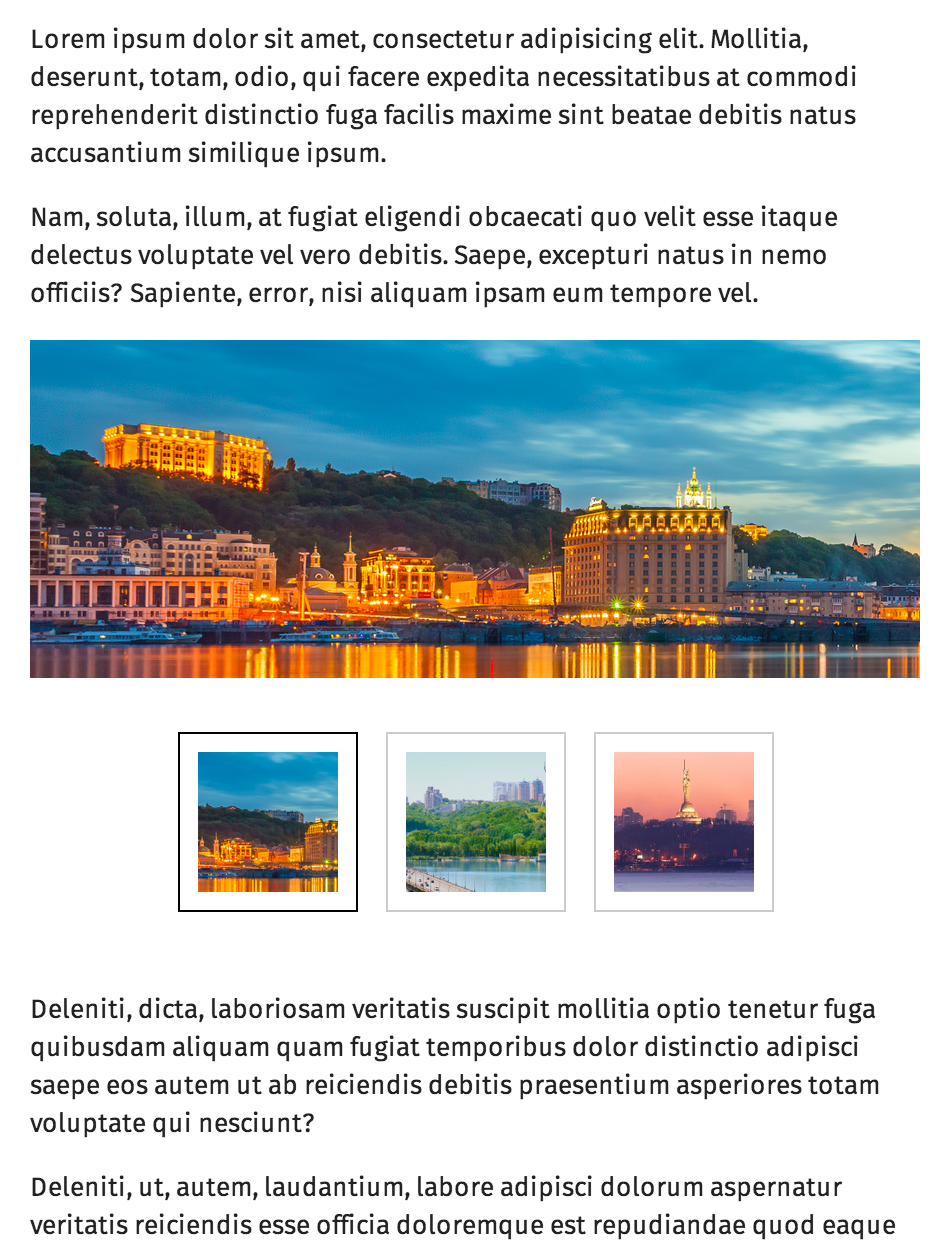 Lorem ipsum dolor sit amet, consectetur adipisicing elit. Mollitia,
deserunt, totam, odio, qui facere expedita necessitatibus at commodi
reprehenderit distinctio fuga facilis maxime sint beatae debitis natus
accusantium similique ipsum.
Nam, soluta, illum, at fugiat eligendi obcaecati quo velit esse itaque
delectus voluptate vel vero debitis. Saepe, excepturi natus in nemo
officiis? Sapiente, error, nisi aliquam ipsam eum tempore vel.
Deleniti, dicta, laboriosam veritatis suscipit mollitia optio tenetur fuga
quibusdam aliquam quam fugiat temporibus dolor distinctio adipisci
saepe eos autem ut ab reiciendis debitis praesentium asperiores totam
voluptate qui nesciunt?
Deleniti, ut, autem, laudantium, labore adipisci dolorum aspernatur
veritatis reiciendis esse officia doloremque est repudiandae quod eaque